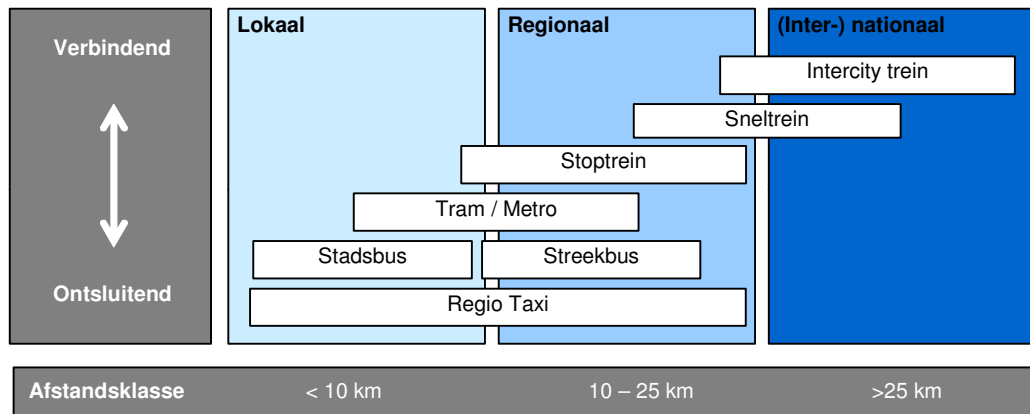 Lokaal
Regionaal
(Inter-) nationaal
Verbindend
Intercity trein
Sneltrein
Stoptrein
Tram / Metro
Stadsbus
Streekbus
Ontsluitend
Regio Taxi
Afstandsklasse
< 10 km
10 – 25 km
>25 km